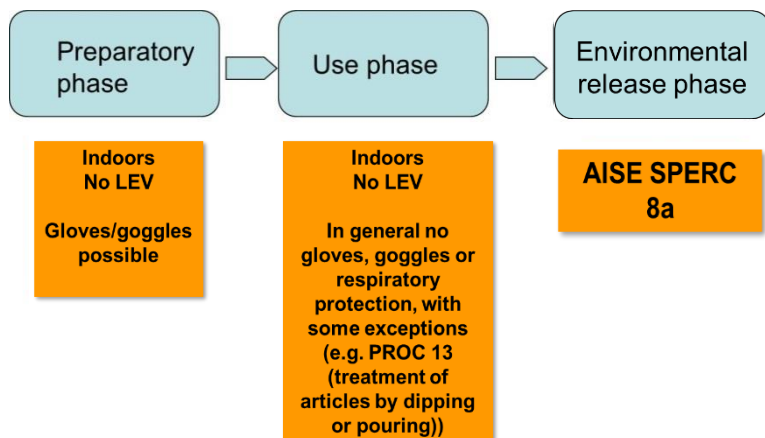 Preparatory
phase
Use phase
Environmental
release phase
Indoors
No LEV
Gloves/goggles
possible
Indoors
No LEV
In general no
gloves, goggles or
respiratory
protection, with
some exceptions
(e.g. PROC 13
(treatment of
articles by dipping
or pouring))
AISE SPERC
8a